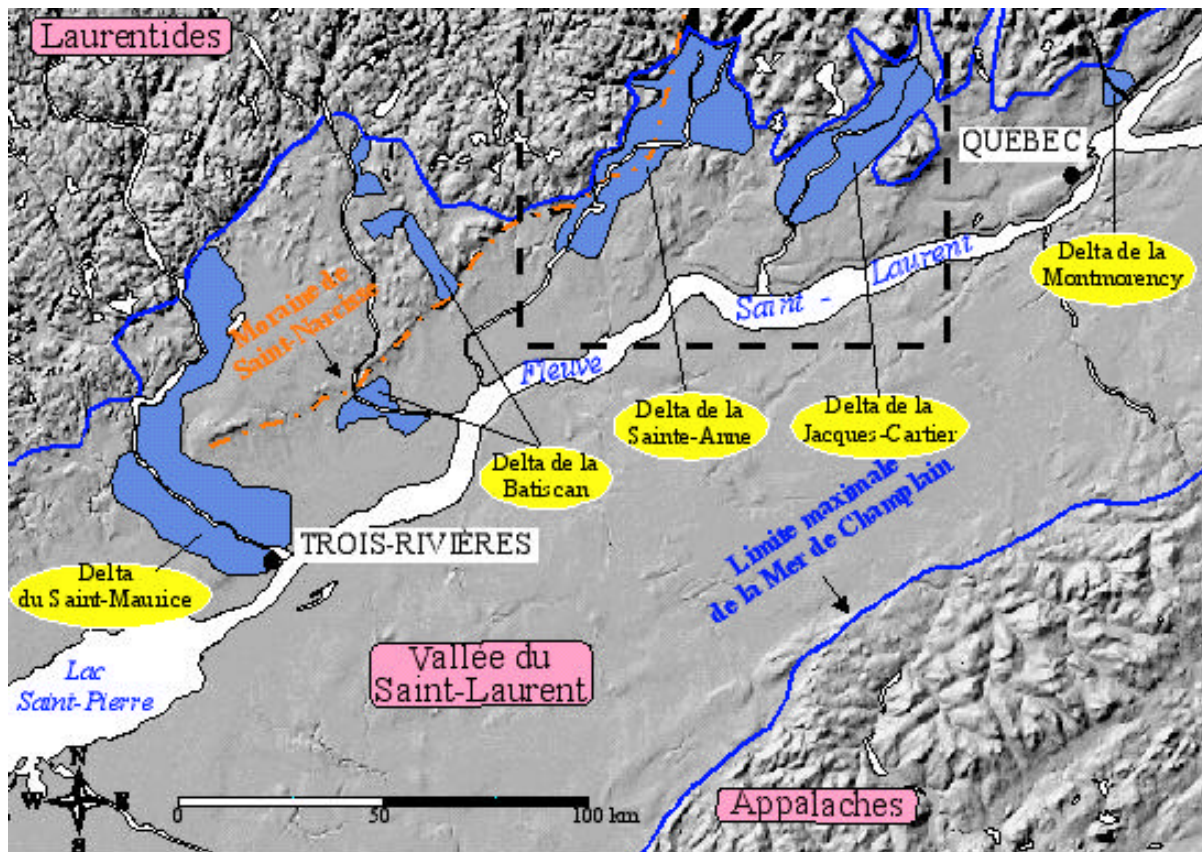 Laurentides
QUEBEC
Delta de la
Montmorency
Moraine de
Saint-Narcisse
Fleuve
Saint - Laurent
Delta de la
Sainte-Anne
Delta de la
Jacques-Cartier
Delta de la
Batiscan
Limite maximale
de la Mer de Champlain
TROIS-RIVIÈRES
Delta
du Saint-Maurice
Vallée du
Saint-Laurent
Lac
Saint-Pierre
N
W E
S
0 50 100 km
Appalaches